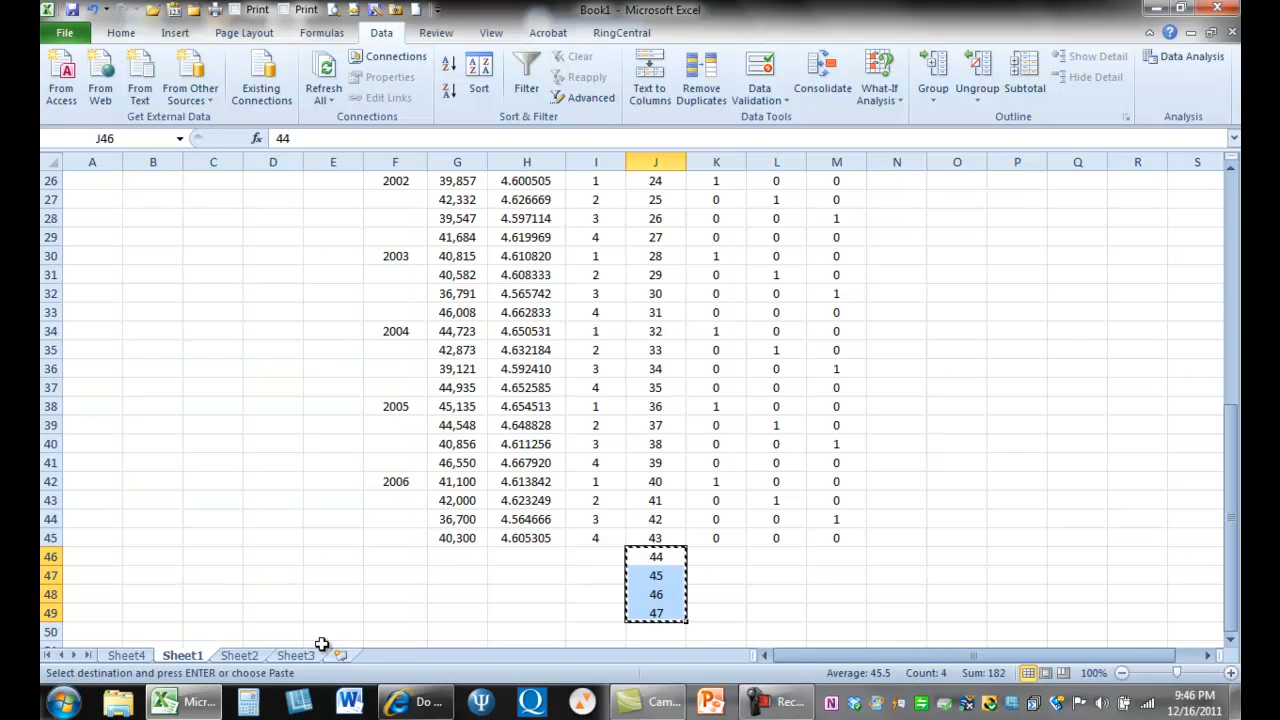 Print Print Book1 – Microsoft Excel
File Home Insert Page Layout Formulas Data Review View Acrobat RingCentral
From Access
From Web
From Text
From Other Sources
Existing Connections
Get External Data
Refresh All
Connections
Properties
Edit Links
Connections
Sort
Filter
Clear
Reapply
Advanced
Sort & Filter
Text to Columns
Remove Duplicates
Data Validation
Consolidate
What-If Analysis
Data Tools
Group
Ungroup
Subtotal
Show Detail
Hide Detail
Outline
Data Analysis
Analysis
J46 fx 44
A B C D E F G H I J K L M N O P Q R S
26 2002 39,857 4.600505 1 24 1 0 0
27 42,332 4.626669 2 25 0 1 0
28 39,547 4.597114 3 26 0 0 1
29 41,684 4.619969 4 27 0 0 0
30 2003 40,815 4.610820 1 28 1 0 0
31 40,582 4.608333 2 29 0 1 0
32 36,791 4.565742 3 30 0 0 1
33 46,008 4.662833 4 31 0 0 0
34 2004 44,723 4.650531 1 32 1 0 0
35 42,873 4.632184 2 33 0 1 0
36 39,121 4.592410 3 34 0 0 1
37 44,935 4.652585 4 35 0 0 0
38 2005 45,135 4.654513 1 36 1 0 0
39 44,548 4.648828 2 37 0 1 0
40 40,856 4.611256 3 38 0 0 1
41 46,550 4.667920 4 39 0 0 0
42 2006 41,100 4.613842 1 40 1 0 0
43 42,000 4.623249 2 41 0 1 0
44 36,700 4.564666 3 42 0 0 1
45 40,300 4.605305 4 43 0 0 0
46 44
47 45
48 46
49 47
50
Sheet4 Sheet1 Sheet2 Sheet3
Select destination and press ENTER or choose Paste Average: 45.5 Count: 4 Sum: 182 100%
Micr... Do ... Cam... Rec... 9:46 PM
12/16/2011